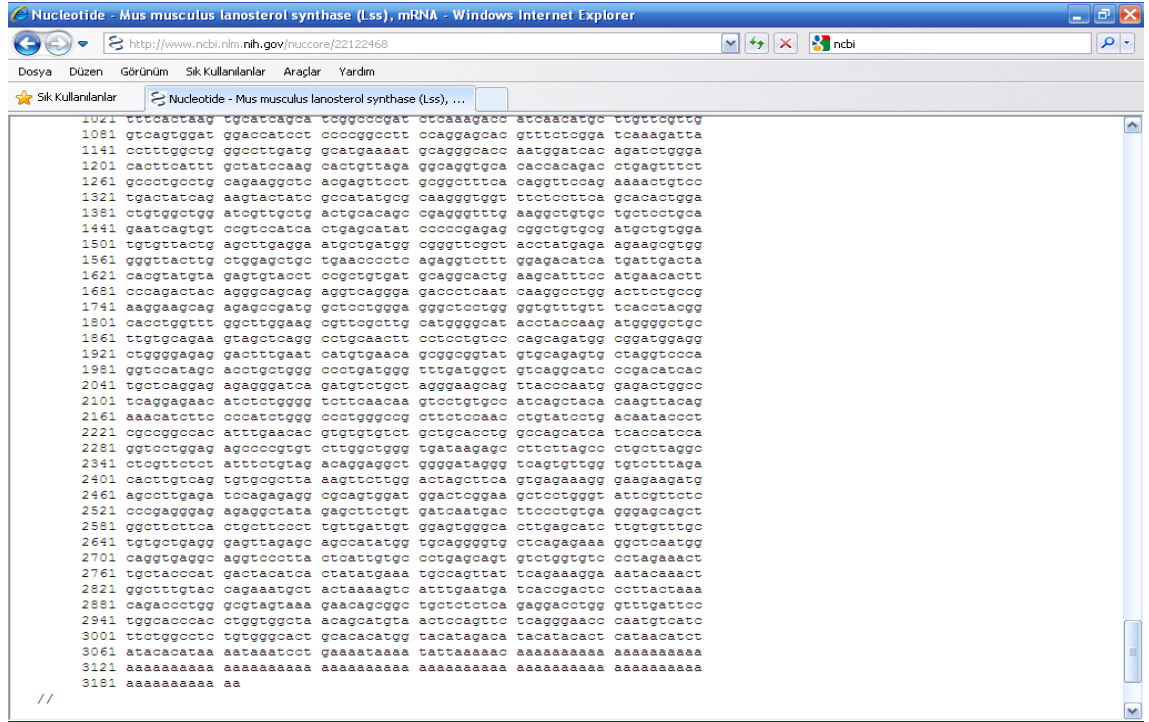 Nucleotide - Mus musculus lanosterol synthase (Lss), mRNA - Windows Internet Explorer
http://www.ncbi.nlm.nih.gov/nuccore/22122468 ncbi
Dosya Düzen Görünüm Sık Kullanılanlar Araçlar Yardım
Sık Kullanılanlar Nucleotide - Mus musculus lanosterol synthase (Lss), ...
1021 tttcactaag tgcatcagca tcggcccgat ctcaaagacc atcaacatgc ttgttcgttg
1081 gtcagtggat ggaccatcct ccccggcctt ccaggagcac gtttctcgga tcaaagatta
1141 cctttggctg ggccttgatg gcatgaaaat gcagggcacc aatggatcac agatctggga
1201 cacttcattt gctatccaag cactgttaga ggcaggtgca caccacagac ctgagtttct
1261 gccctgcctg cagaaggctc acgagttcct gcggctttca caggttccag aaaactgtcc
1321 tgactatcag aagtactatc gccatatgcg caagggtggt ttctccttca gcacactgga
1381 ctgtggctgg atcgttgctg actgcacagc cgagggtttg aaggctgtgc tgctcctgca
1441 gaatcagtgt ccgtccatca ctgagcatat cccccgagag cggctgtgcg atgctgtgga
1501 tgtgttactg agcttgagga atgctgatgg cgggttcgct acctatgaga agaagcgtgg
1561 gggttacttg ctggagctgc tgaacccctc agaggtcttt ggagacatca tgattgacta
1621 cacgtatgta gagtgtacct ccgctgtgat gcaggcactg aagcatttcc atgaacactt
1681 cccagactac agggcagcag aggtcaggga gaccctcaat caaggcctgg acttctgccg
1741 aaggaagcag agagccgatg gctcctggga gggctcctgg ggtgtttgtt tcacctacgg
1801 cacctggttt ggcttggaag cgttcgcttg catggggcat acctaccaag atggggctgc
1861 ttgtgcagaa gtagctcagg cctgcaactt cctcctgtcc cagcagatgg cggatggagg
1921 ctggggagag gactttgaat catgtgaaca gcggcggtat gtgcagagtg ctaggtccca
1981 ggtccatagc acctgctggg ccctgatggg tttgatggct gtcaggcatc ccgacatcac
2041 tgctcaggag agagggatca gatgtctgct agggaagcag ttacccaatg gagactggcc
2101 tcaggagaac atctctgggg tcttcaacaa gtcctgtgcc atcagctaca caagttacag
2161 aaacatcttc cccatctggg ccctgggccg cttctccaac ctgtatcctg acaataccct
2221 cgccggccac atttgaacac gtgtgtgtct gctgcacctg gccagcatca tcaccatcca
2281 ggtcctggag agccccgtgt cttggctggg tgataagagc cttcttagcc ctgcttaggc
2341 ctcgttctct atttctgtag acaggaggct ggggataggg tcagtgttgg tgtctttaga
2401 cacttgtcag tgtgcgctta aagttcttgg actagcttca gtgagaaagg gaagaagatg
2461 agccttgaga tccagagagg cgcagtggat ggactcggaa gctcctgggt attcgttctc
2521 cccgagggag agaggctata gagcttctgt gatcaatgac ttccctgtga gggagcagct
2581 ggcttcttca ctgcttccct tgttgattgt ggagtgggca cttgagcatc ttgtgtttgc
2641 tgtgctgagg gagttagagc agccatatgg tgcaggggtg ctcagagaaa ggctcaatgg
2701 caggtgaggc aggtccctta ctcattgtgc cctgagcagt gtctggtgtc cctagaaact
2761 tgctacccat gactacatca ctatatgaaa tgccagttat tcagaaagga aatacaaact
2821 ggctttgtac cagaaatgct actaaaagtc atttgaatga tcaccgactc ccttactaaa
2881 cagaccctgg gcgtagtaaa gaacagcggc tgctctctca gaggacctgg gtttgattcc
2941 tggcacccac ctggtggcta acagcatgta actccagttc tcagggaacc caatgtcatc
3001 ttctggcctc tgtgggcact gcacacatgg tacatagaca tacatacact cataacatct
3061 atacacataa aataaatcct gaaaataaaa tattaaaaac aaaaaaaaaa aaaaaaaaaa
3121 aaaaaaaaaa aaaaaaaaaa aaaaaaaaaa aaaaaaaaaa aaaaaaaaaa aaaaaaaaaa
3181 aaaaaaaaaa aa
//